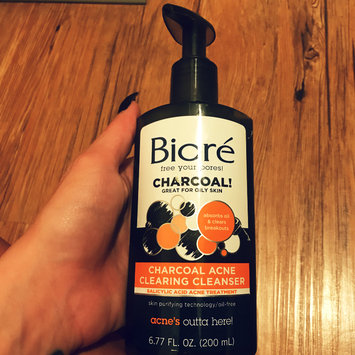 Bioré
free your pores!
CHARCOAL!
GREAT FOR OILY SKIN
absorbs oil
& clears
breakouts
CHARCOAL ACNE
CLEARING CLEANSER
SALICYLIC ACID ACNE TREATMENT
skin purifying technology/oil-free
acne's outta here!
6.77 FL. OZ. (200 mL)